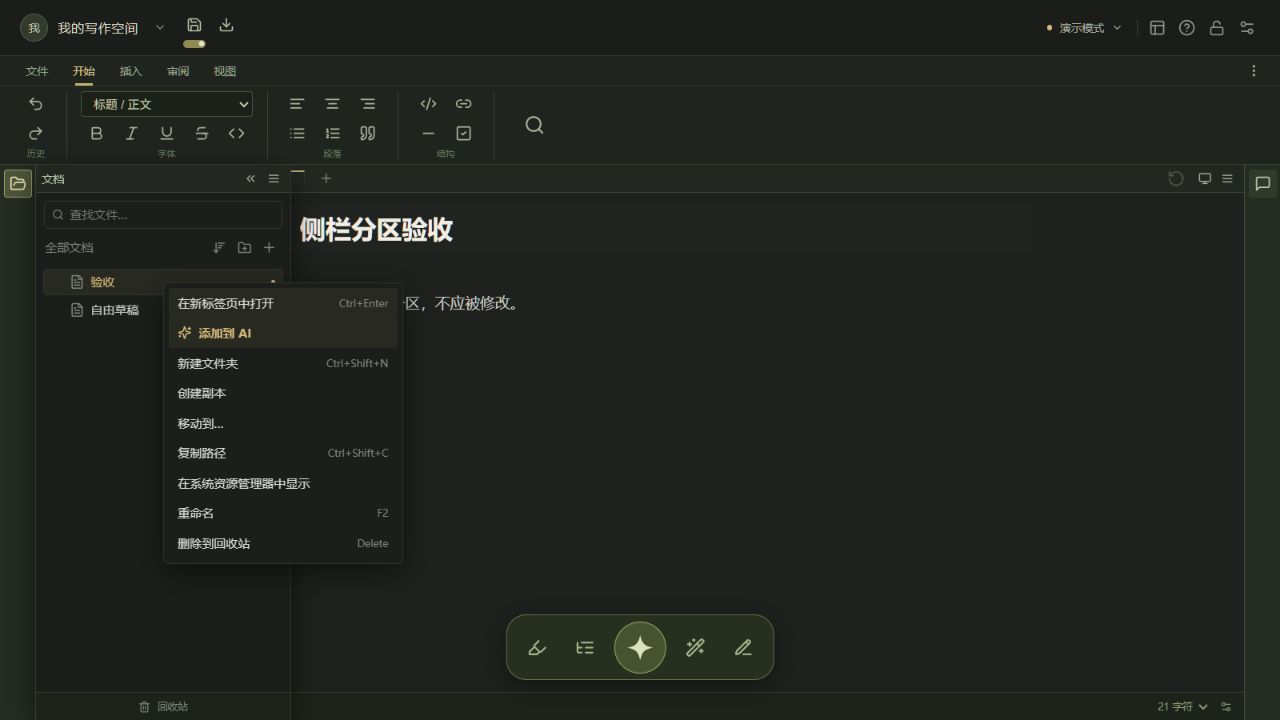 我 我的写作空间
演示模式
文件 开始 插入 审阅 视图
标题 / 正文
历史 字体 段落 结构
文档
查找文件...
全部文档
验收
自由草稿
侧栏分区验收
区，不应被修改。
在新标签页中打开 Ctrl+Enter
添加到 AI
新建文件夹 Ctrl+Shift+N
创建副本
移动到...
复制路径 Ctrl+Shift+C
在系统资源管理器中显示
重命名 F2
删除到回收站 Delete
回收站
21 字符